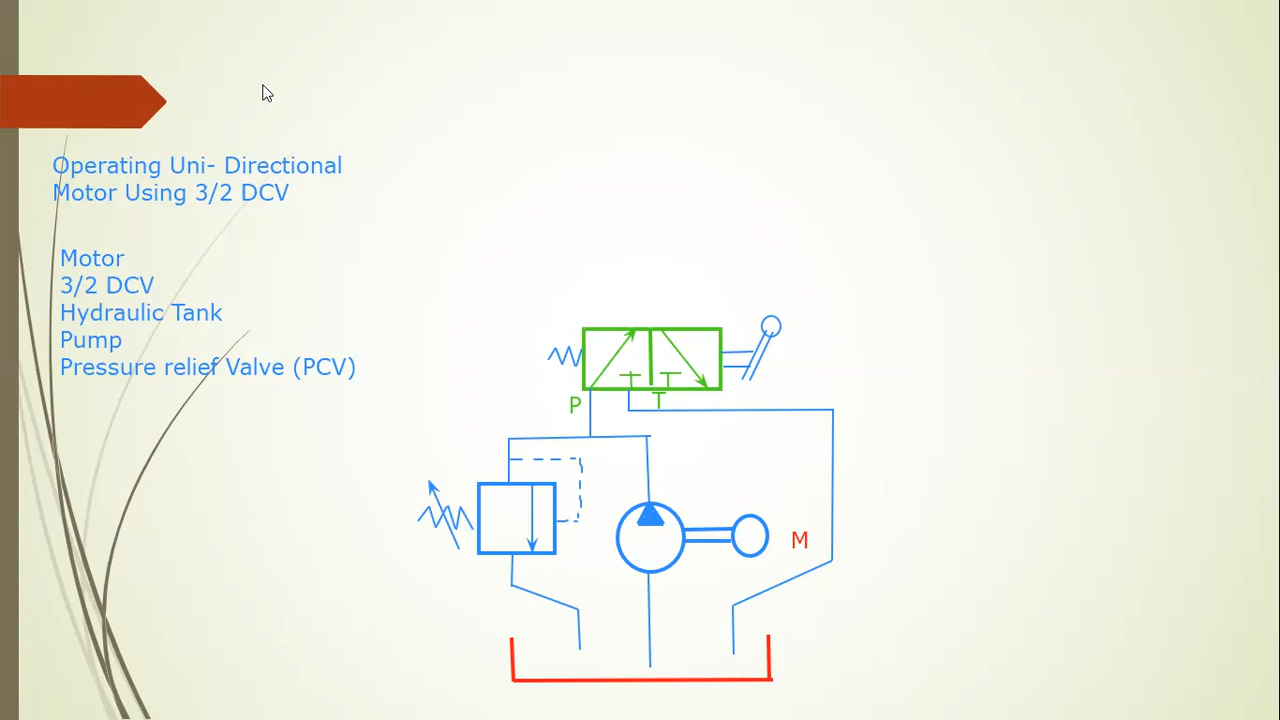 Operating Uni- Directional
Motor Using 3/2 DCV
Motor
3/2 DCV
Hydraulic Tank
Pump
Pressure relief Valve (PCV)
P
T
M